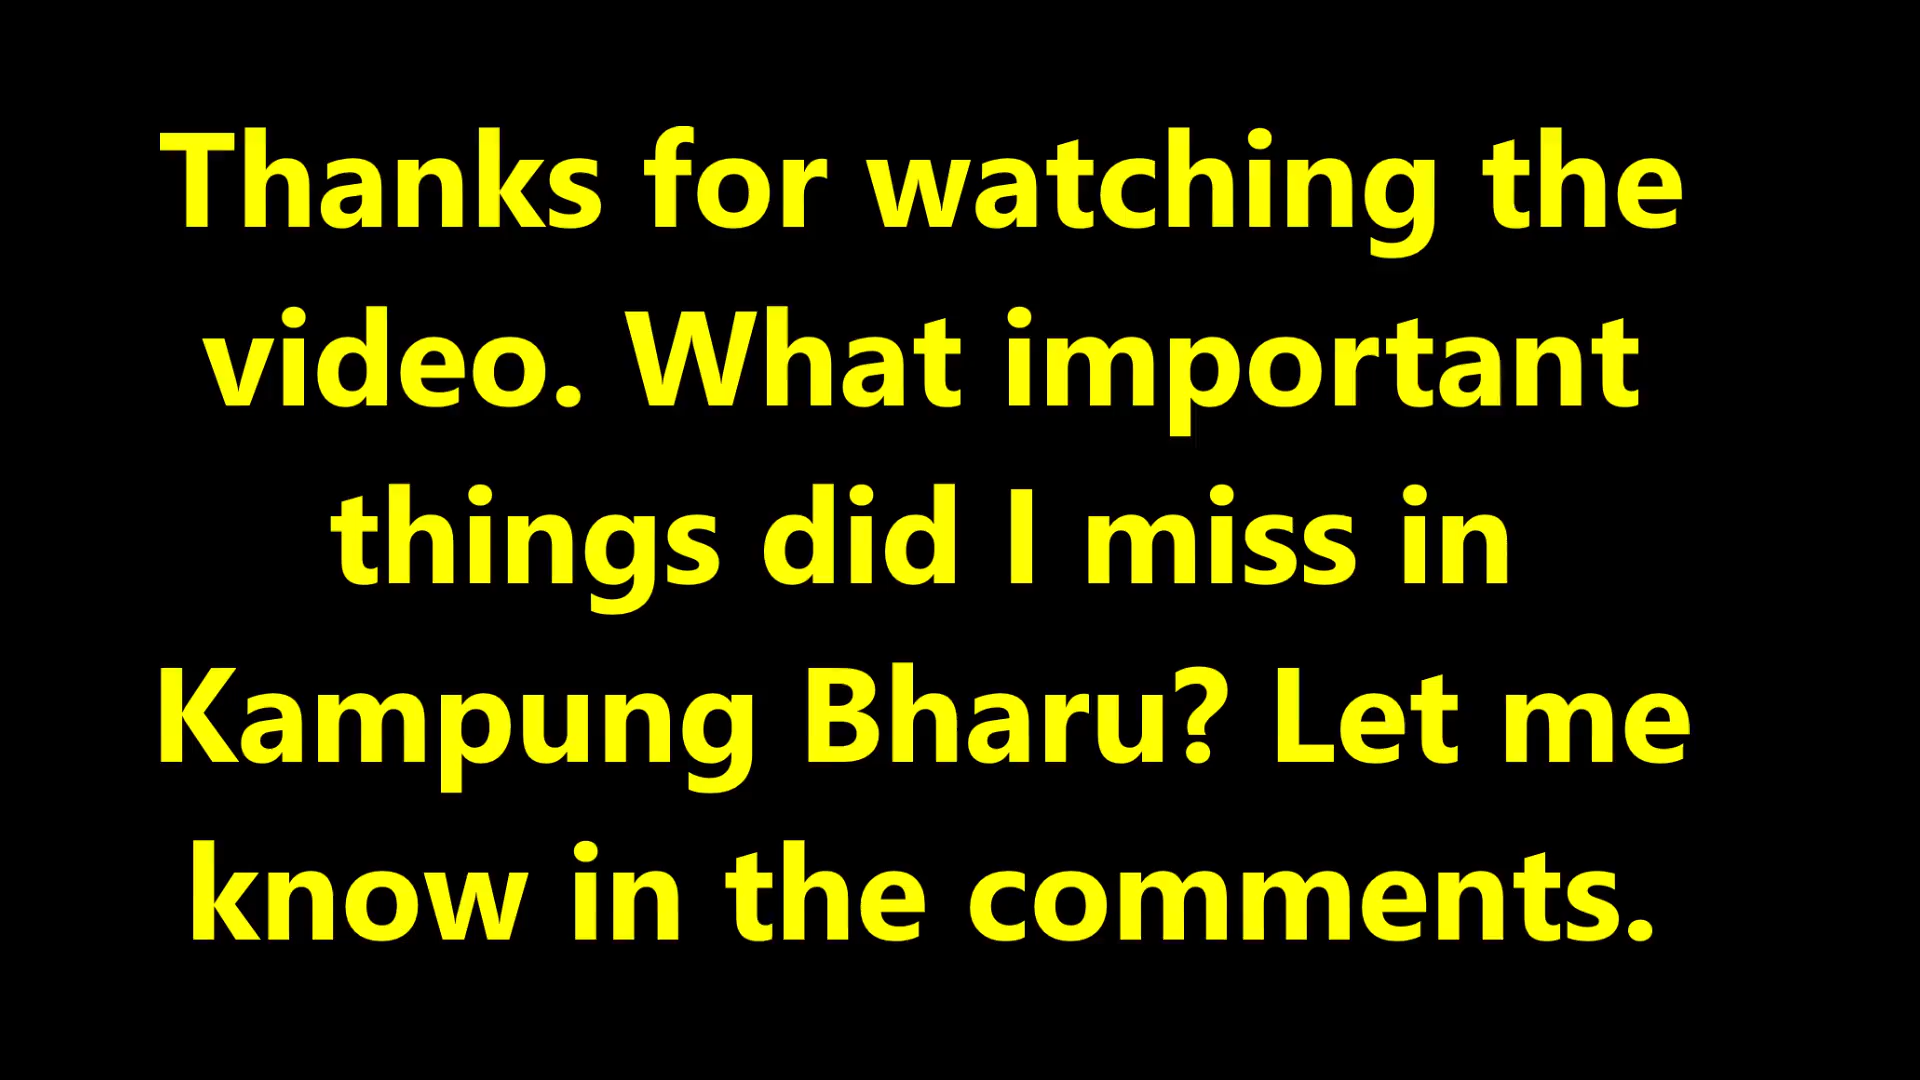 Thanks for watching the
video. What important
things did I miss in
Kampung Bharu? Let me
know in the comments.